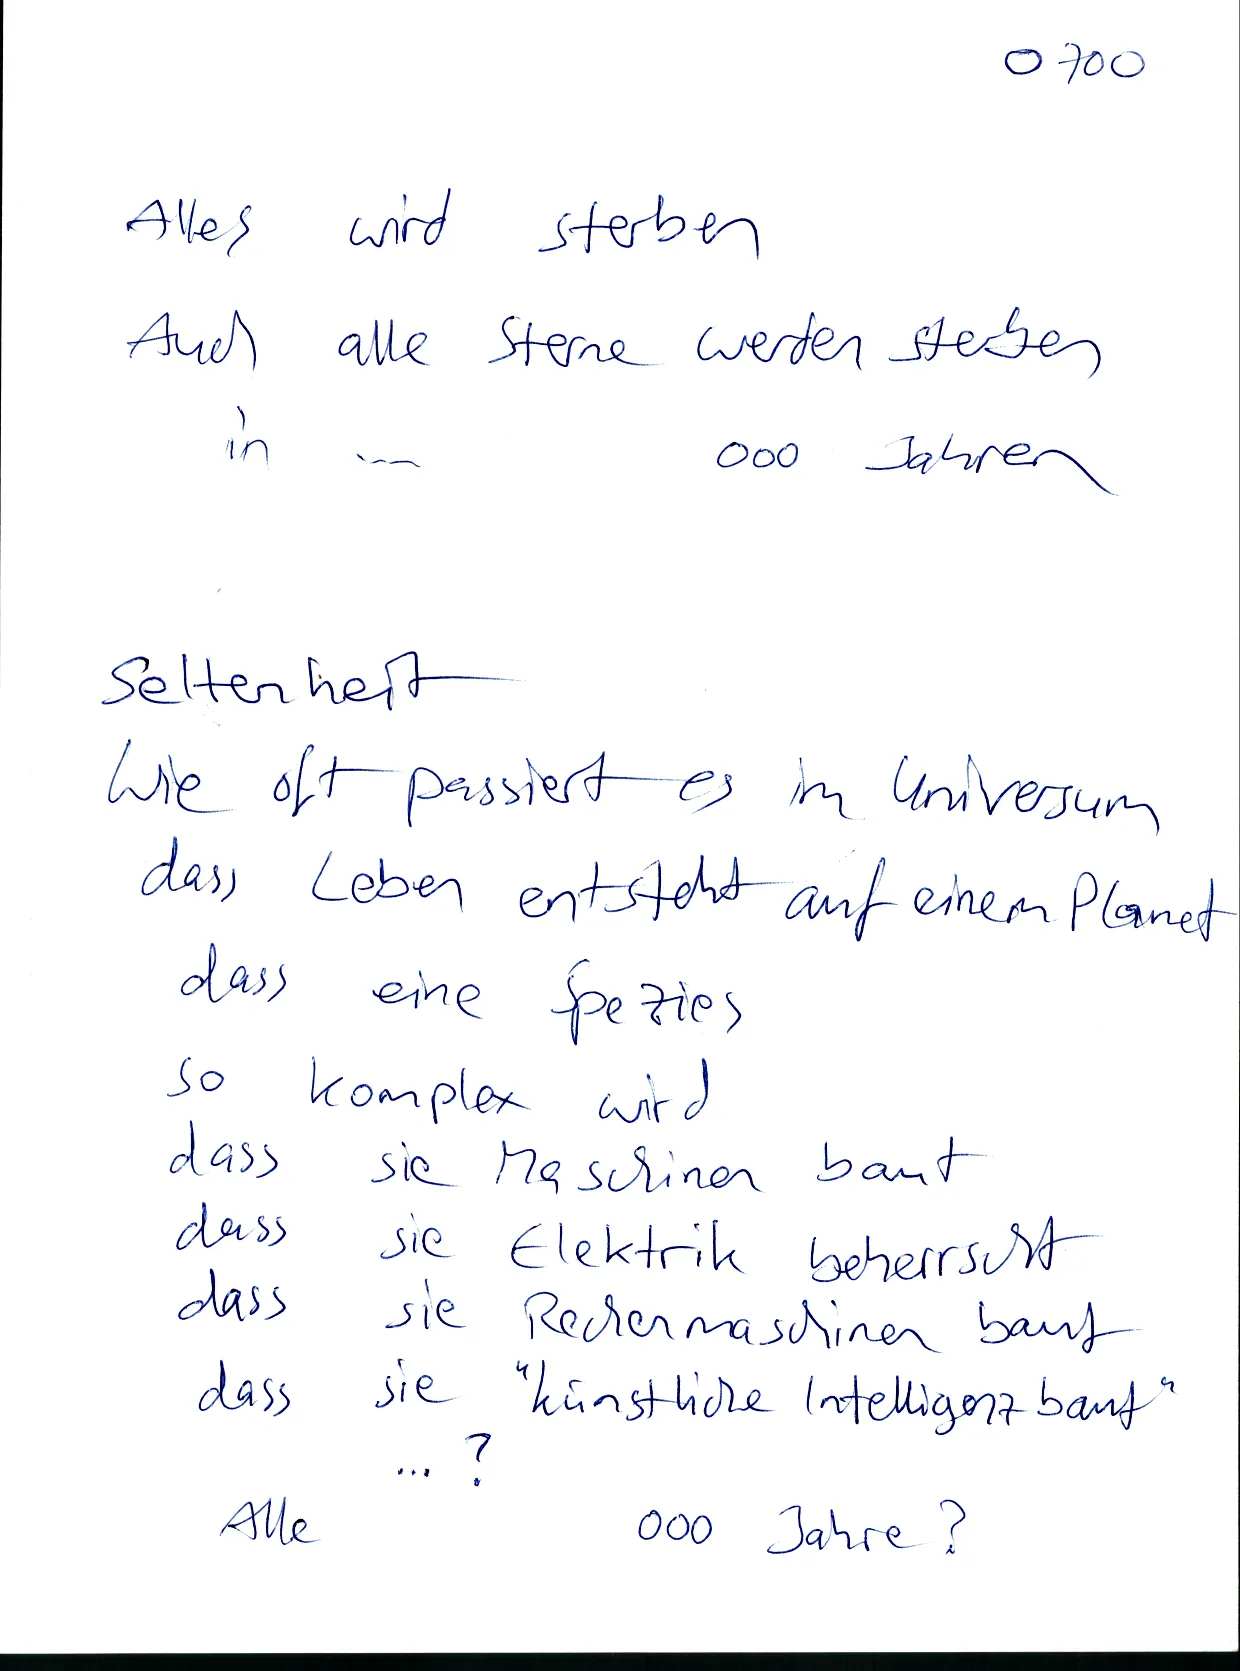 0700
Alles wird sterben
Auch alle Sterne werden sterben
in ... 000 Jahren
Seltenheit
Wie oft passiert es im Universum
dass Leben entsteht auf einem Planet
dass eine Spezies
so komplex wird
dass sie Maschinen baut
dass sie Elektrik beherrscht
dass sie Rechenmaschinen baut
dass sie "künstliche Intelligenz baut"
... ?
Alle 000 Jahre?